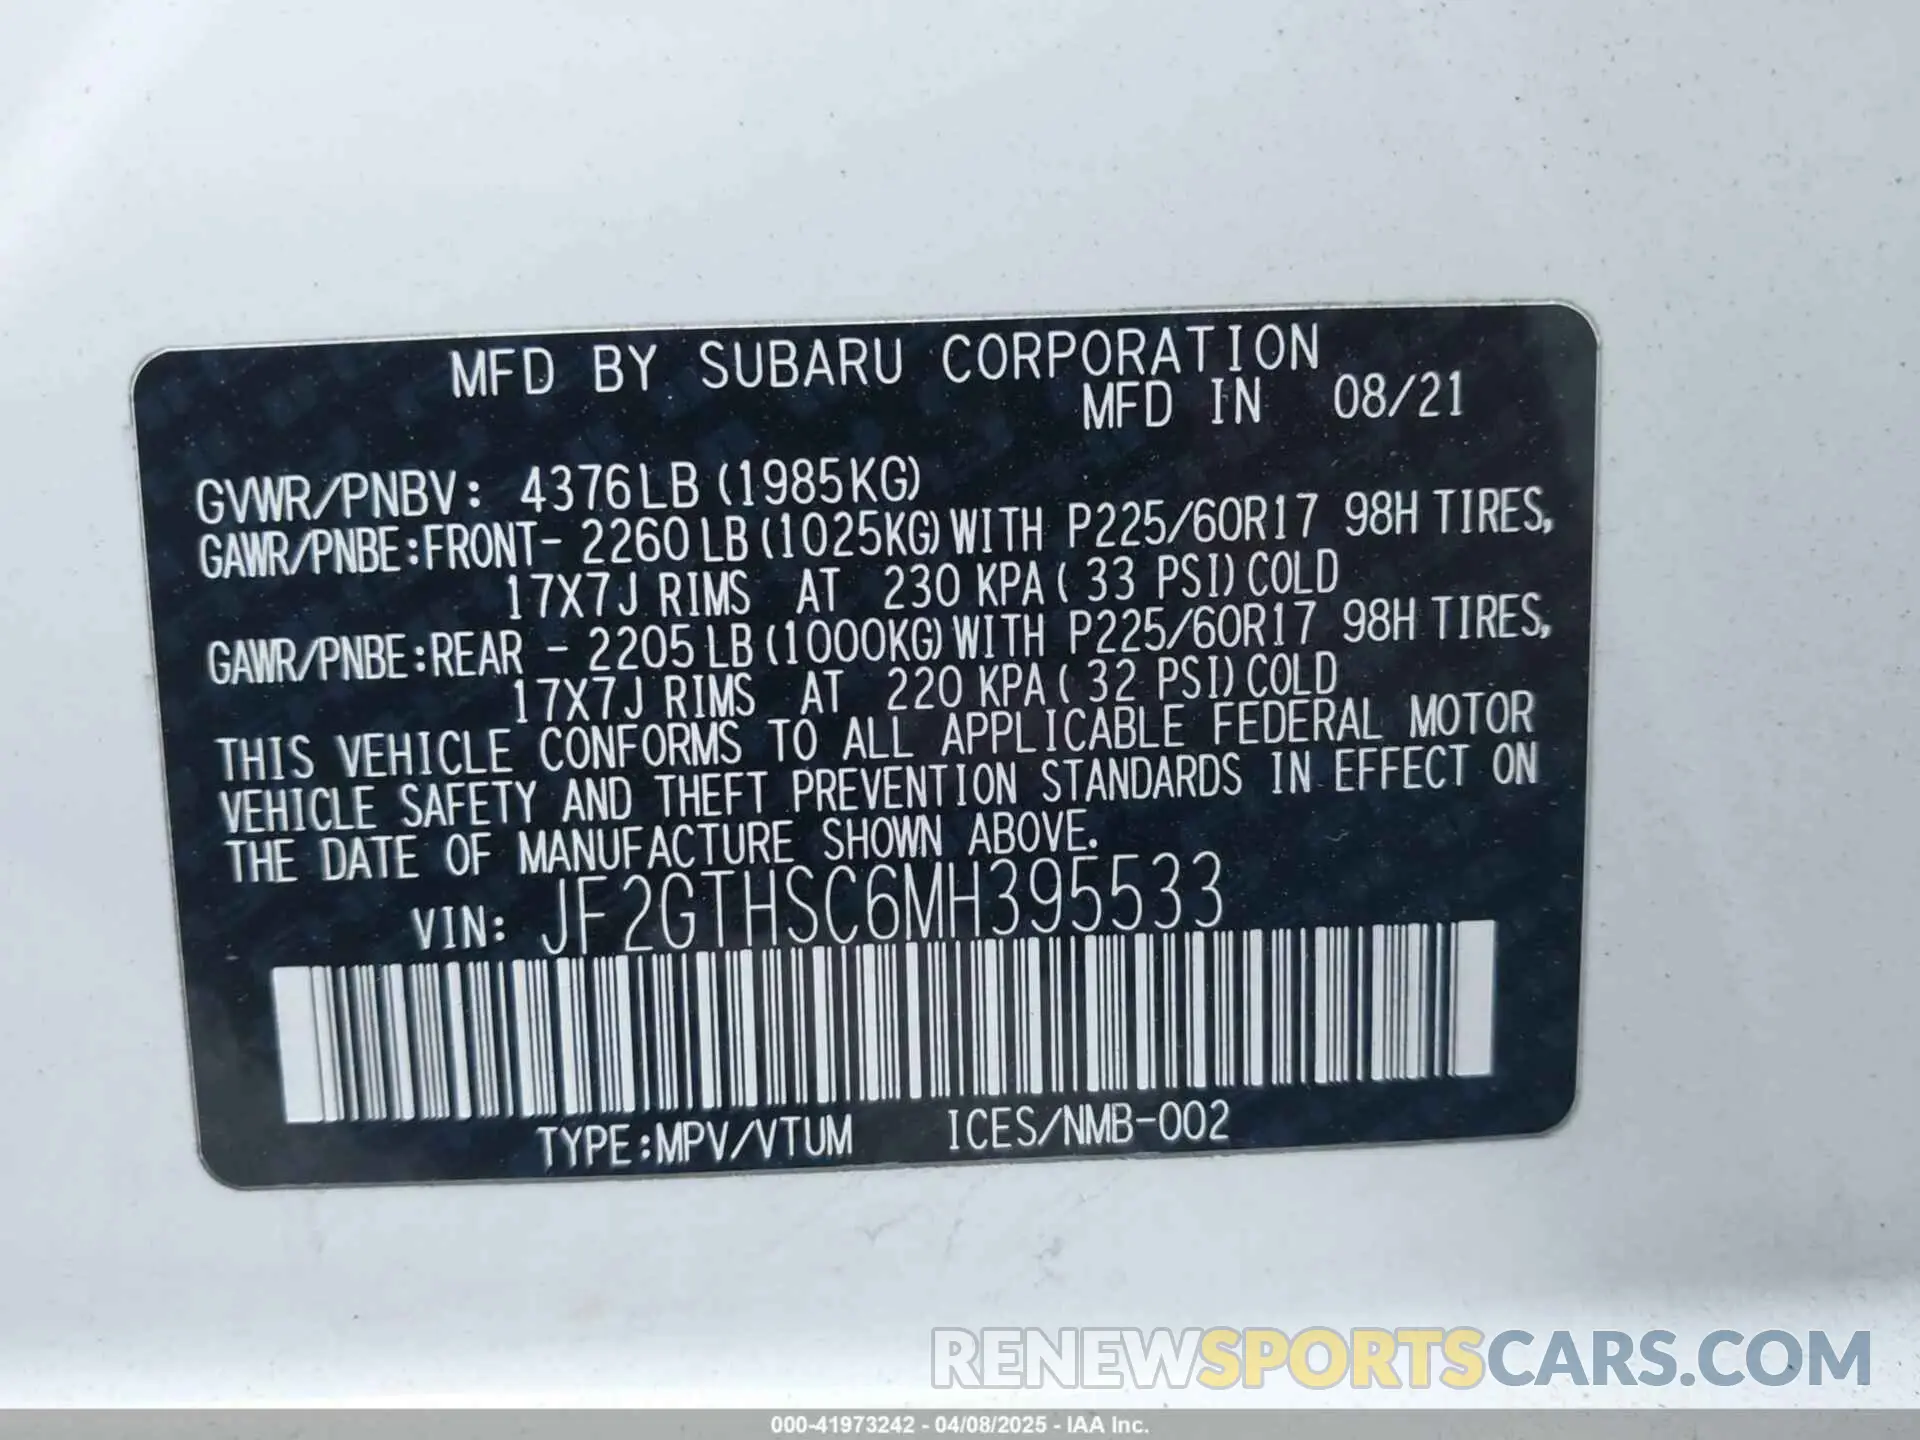 MFD BY SUBARU CORPORATION
MFD IN 08/21
GVWR/PNBV: 4376LB (1985KG)
GAWR/PNBE:FRONT- 2260 LB (1025KG) WITH P225/60R17 98H TIRES,
17X7J RIMS AT 230 KPA ( 33 PSI) COLD
GAWR/PNBE:REAR - 2205 LB (1000KG) WITH P225/60R17 98H TIRES,
17X7J RIMS AT 220 KPA ( 32 PSI) COLD
THIS VEHICLE CONFORMS TO ALL APPLICABLE FEDERAL MOTOR
VEHICLE SAFETY AND THEFT PREVENTION STANDARDS IN EFFECT ON
THE DATE OF MANUFACTURE SHOWN ABOVE.
VIN: JF2GTHSC6MH395533
TYPE:MPV/VTUM ICES/NMB-002
RENEWSPORTSCARS.COM
000-41973242 - 04/08/2025 - IAA Inc.